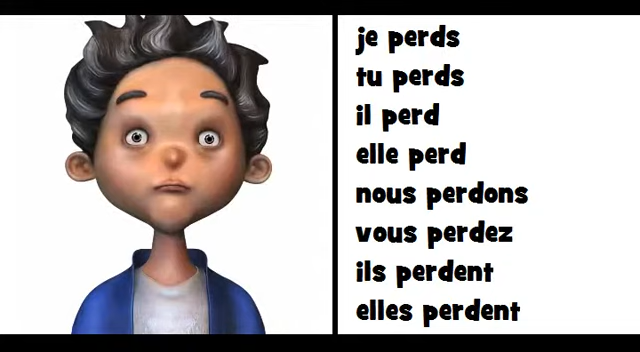 je perds
tu perds
il perd
elle perd
nous perdons
vous perdez
ils perdent
elles perdent